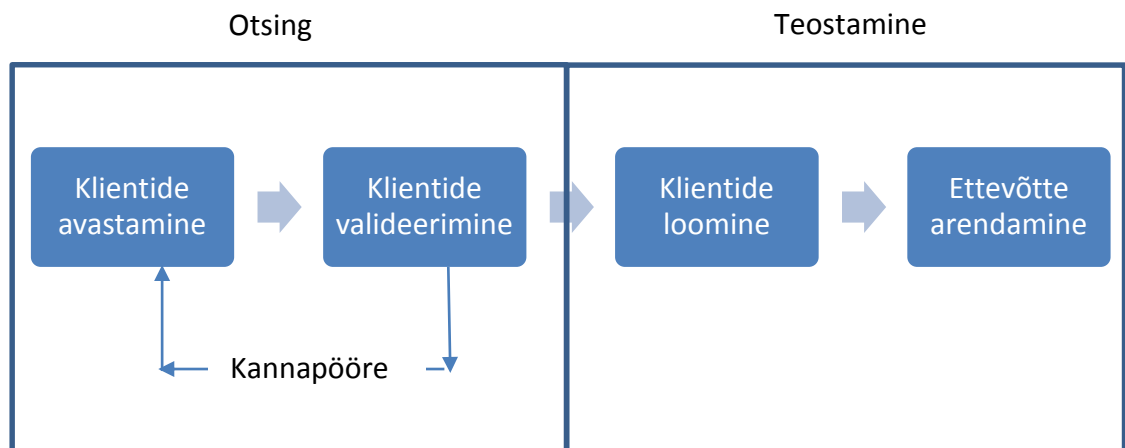 Otsing
Teostamine
Klientide
avastamine
Klientide
valideerimine
Klientide
loomine
Ettevõtte
arendamine
Kannapööre